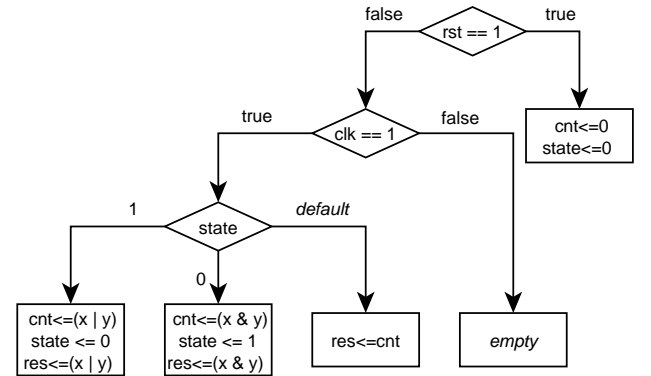 false
true
rst == 1
true
false
clk == 1
cnt<=0
state<=0
1
default
state
0
cnt<=(x | y)
state <= 0
res<=(x | y)
cnt<=(x & y)
state <= 1
res<=(x & y)
res<=cnt
empty